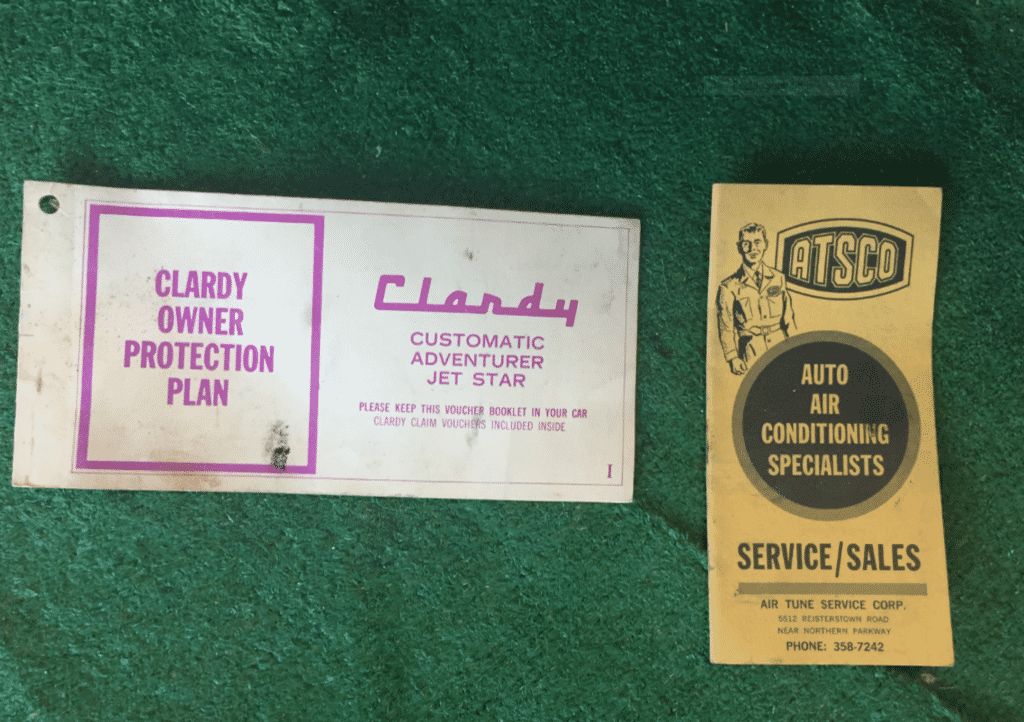 CLARDY
OWNER
PROTECTION
PLAN
Clardy
CUSTOMATIC
ADVENTURER
JET STAR
PLEASE KEEP THIS VOUCHER BOOKLET IN YOUR CAR
CLARDY CLAIM VOUCHERS INCLUDED INSIDE
I
ATSCO
AUTO
AIR
CONDITIONING
SPECIALISTS
SERVICE/SALES
AIR TUNE SERVICE CORP.
5512 REISTERSTOWN ROAD
NEAR NORTHERN PARKWAY
PHONE: 358-7242